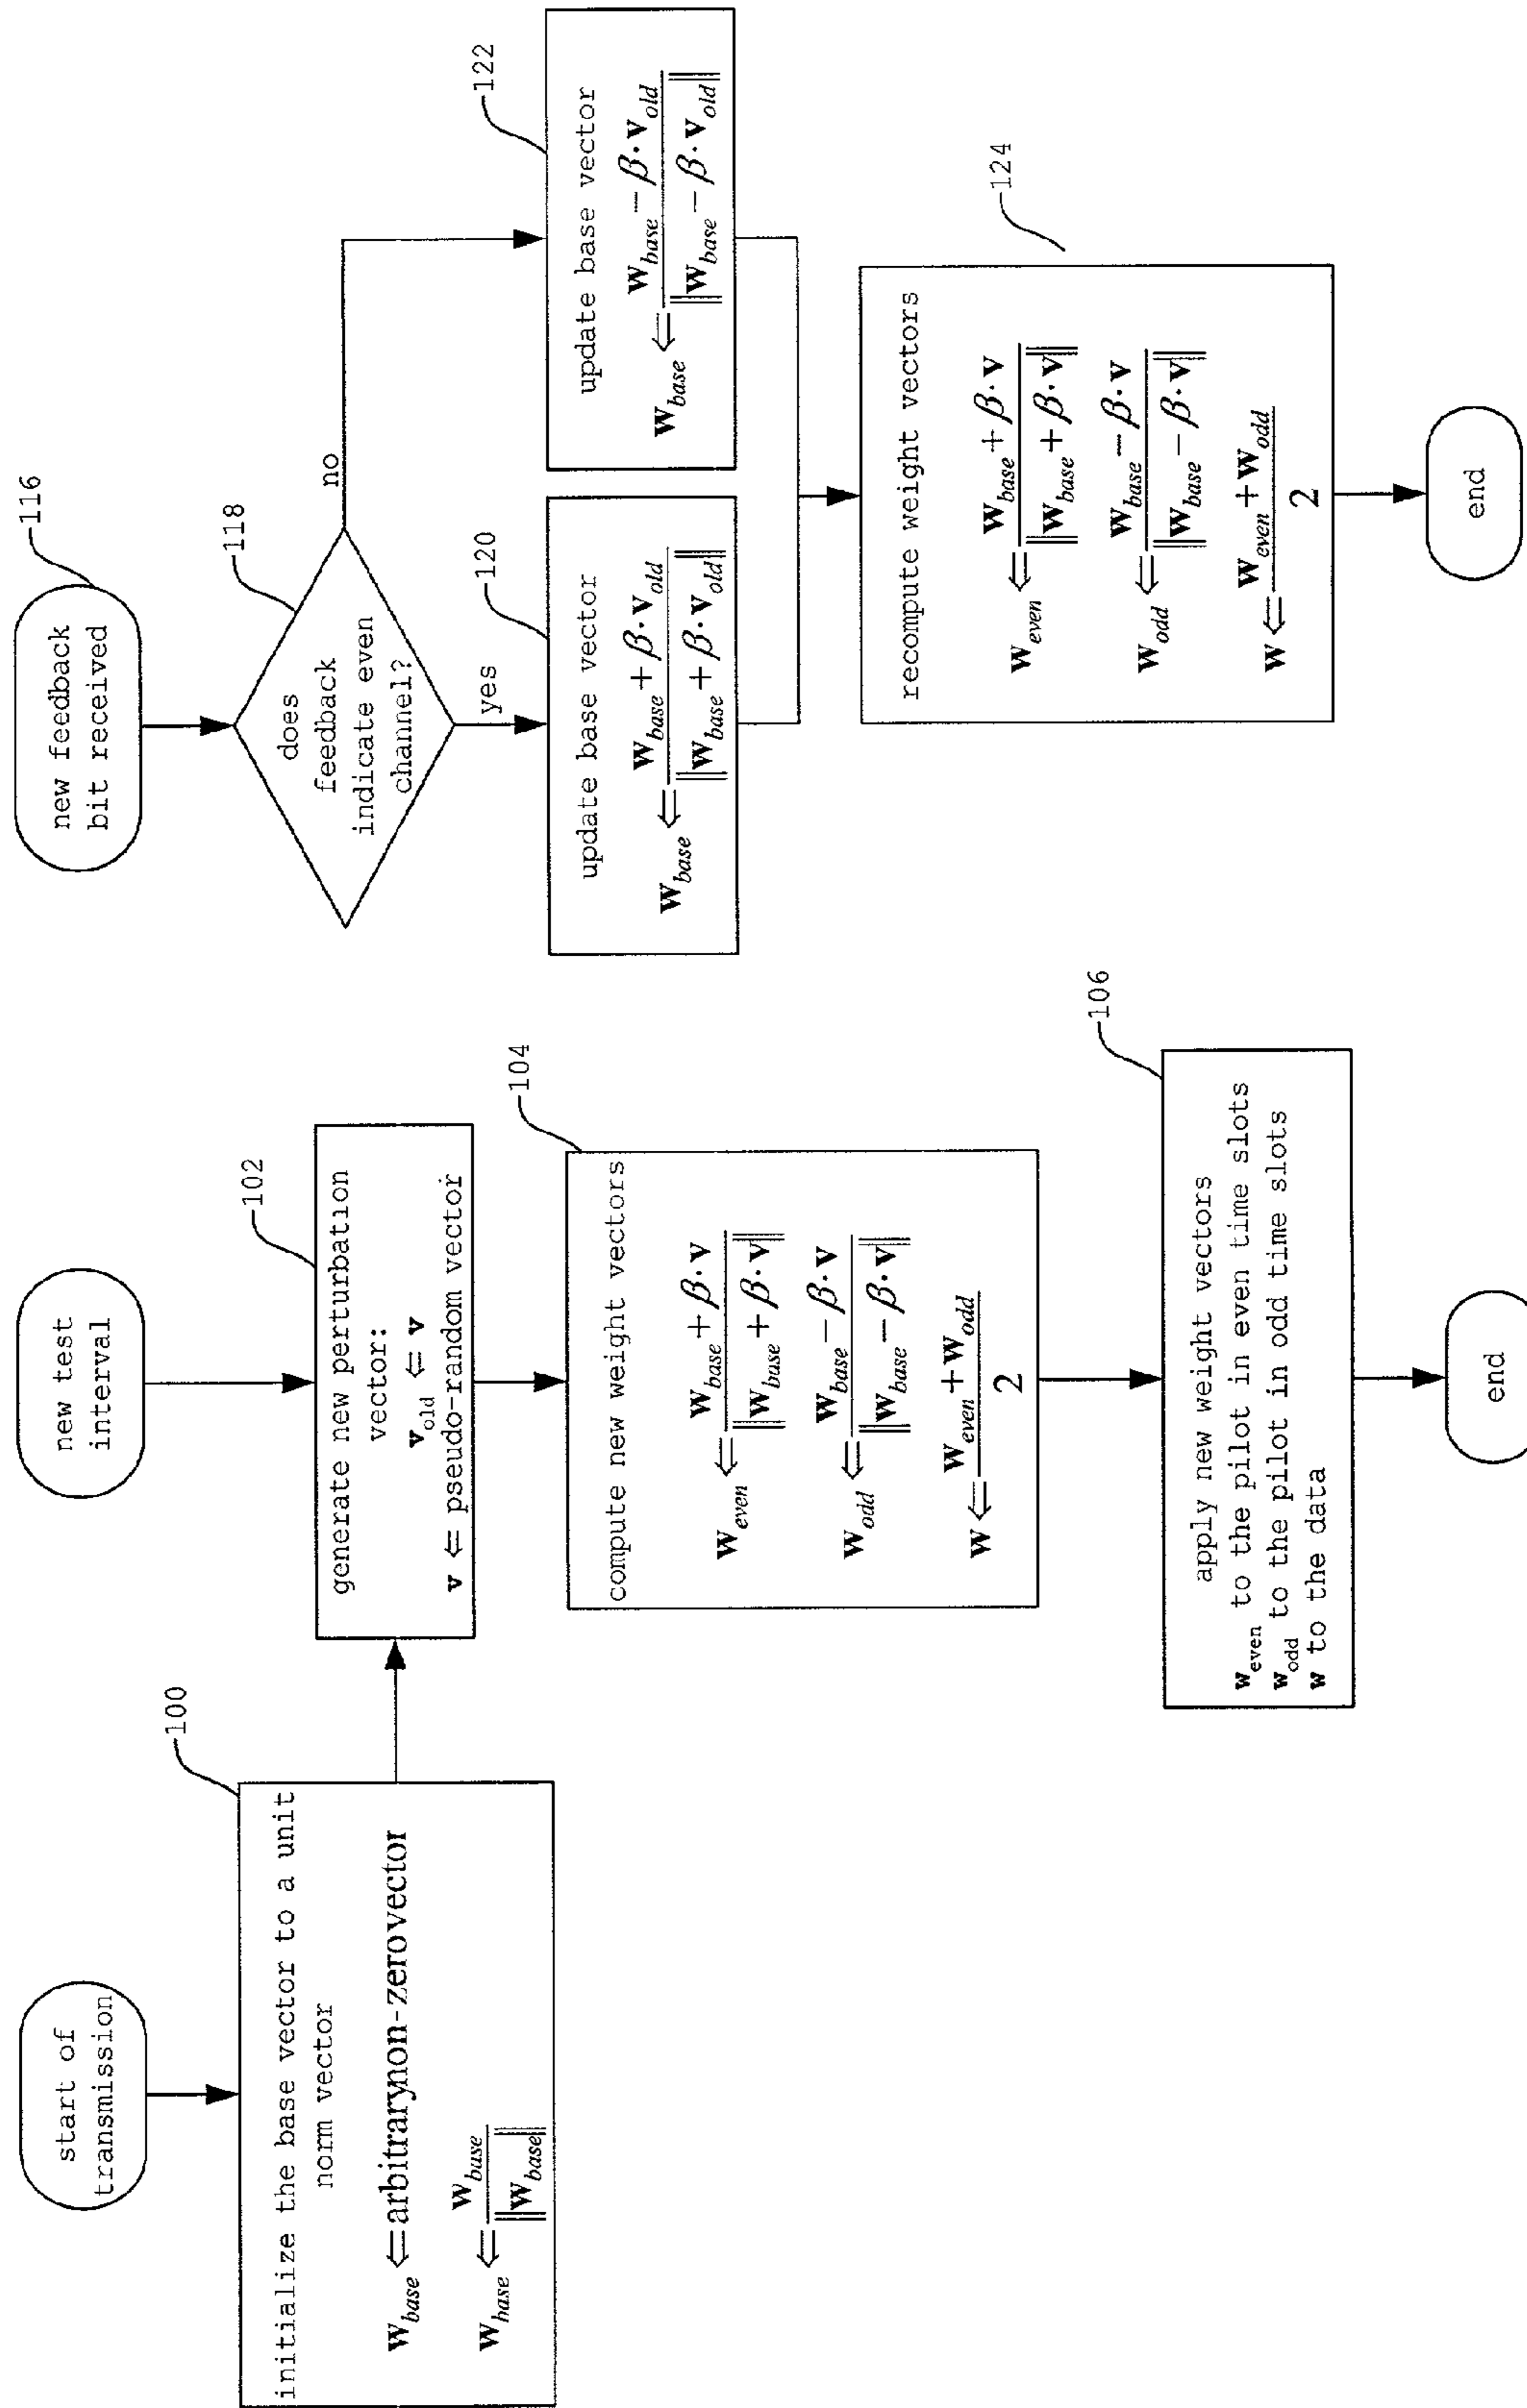 start of
transmission
100
initialize the base vector to a unit
norm vector
w_base ⇐ arbitrarynon-zerovector
w_base ⇐ w_base / ‖w_base‖
new test
interval
102
generate new perturbation
vector:
v_old ⇐ v
v ⇐ pseudo-random vector
104
compute new weight vectors
w_even ⇐ w_base + β·v / ‖w_base + β·v‖
w_odd ⇐ w_base − β·v / ‖w_base − β·v‖
w ⇐ w_even + w_odd / 2
106
apply new weight vectors
w_even to the pilot in even time slots
w_odd to the pilot in odd time slots
w to the data
end
new feedback
bit received
116
does
feedback
indicate even
channel?
118
yes
no
120
update base vector
w_base ⇐ w_base + β·v_old / ‖w_base + β·v_old‖
122
update base vector
w_base ⇐ w_base − β·v_old / ‖w_base − β·v_old‖
124
recompute weight vectors
w_even ⇐ w_base + β·v / ‖w_base + β·v‖
w_odd ⇐ w_base − β·v / ‖w_base − β·v‖
w ⇐ w_even + w_odd / 2
end